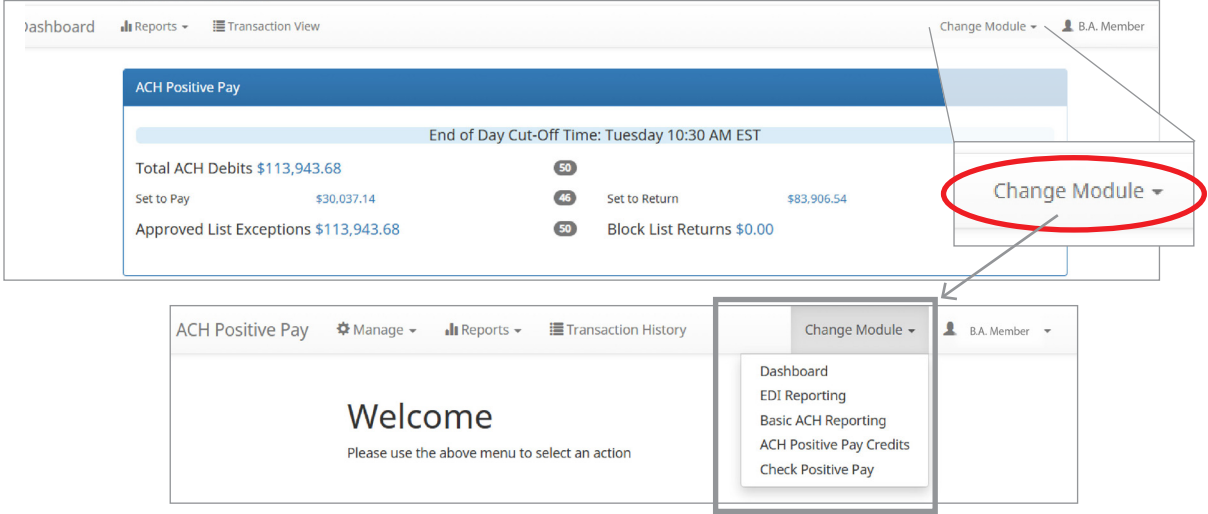 Dashboard Reports Transaction View Change Module B.A. Member
ACH Positive Pay
End of Day Cut-Off Time: Tuesday 10:30 AM EST
Total ACH Debits $113,943.68 50
Set to Pay $30,037.14 46 Set to Return $83,906.54
Approved List Exceptions $113,943.68 50 Block List Returns $0.00
Change Module
ACH Positive Pay Manage Reports Transaction History Change Module B.A. Member
Dashboard
EDI Reporting
Basic ACH Reporting
ACH Positive Pay Credits
Check Positive Pay
Welcome
Please use the above menu to select an action